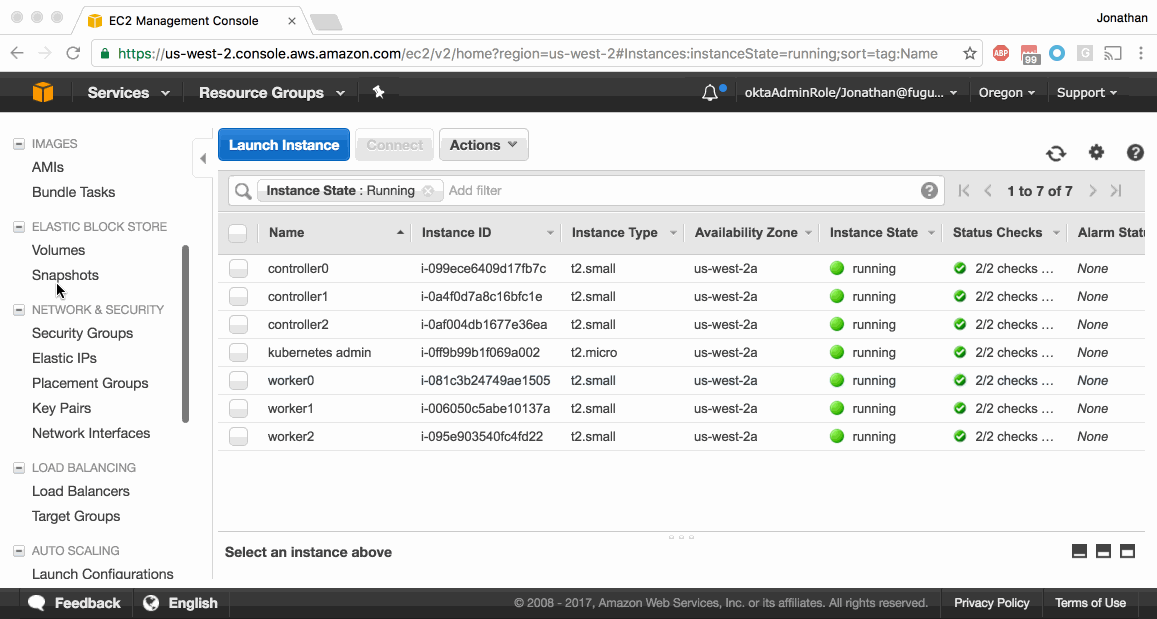 EC2 Management Console
Jonathan
https://us-west-2.console.aws.amazon.com/ec2/v2/home?region=us-west-2#Instances:instanceState=running;sort=tag:Name
ABP
99
G
Services
Resource Groups
oktaAdminRole/Jonathan@fugu...
Oregon
Support
IMAGES
AMIs
Bundle Tasks
ELASTIC BLOCK STORE
Volumes
Snapshots
NETWORK & SECURITY
Security Groups
Elastic IPs
Placement Groups
Key Pairs
Network Interfaces
LOAD BALANCING
Load Balancers
Target Groups
AUTO SCALING
Launch Configurations
Launch Instance
Connect
Actions
Instance State : Running
Add filter
1 to 7 of 7
Name Instance ID Instance Type Availability Zone Instance State Status Checks Alarm Statu
controller0 i-099ece6409d17fb7c t2.small us-west-2a running 2/2 checks ... None
controller1 i-0a4f0d7a8c16bfc1e t2.small us-west-2a running 2/2 checks ... None
controller2 i-0af004db1677e36ea t2.small us-west-2a running 2/2 checks ... None
kubernetes admin i-0ff9b99b1f069a002 t2.micro us-west-2a running 2/2 checks ... None
worker0 i-081c3b24749ae1505 t2.small us-west-2a running 2/2 checks ... None
worker1 i-006050c5abe10137a t2.small us-west-2a running 2/2 checks ... None
worker2 i-095e903540fc4fd22 t2.small us-west-2a running 2/2 checks ... None
Select an instance above
Feedback
English
© 2008 - 2017, Amazon Web Services, Inc. or its affiliates. All rights reserved.
Privacy Policy
Terms of Use